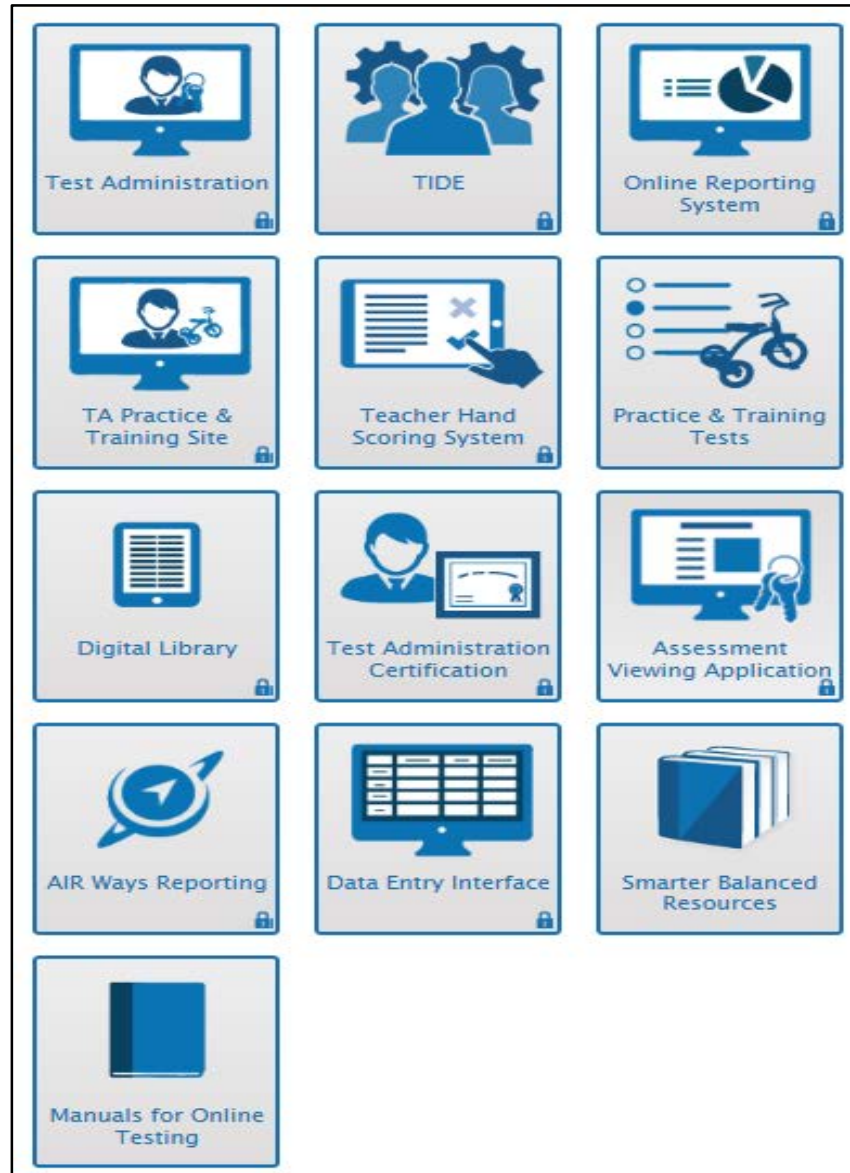 Test Administration
TIDE
Online Reporting
System
TA Practice &
Training Site
Teacher Hand
Scoring System
Practice & Training
Tests
Digital Library
Test Administration
Certification
Assessment
Viewing Application
AIR Ways Reporting
Data Entry Interface
Smarter Balanced
Resources
Manuals for Online
Testing